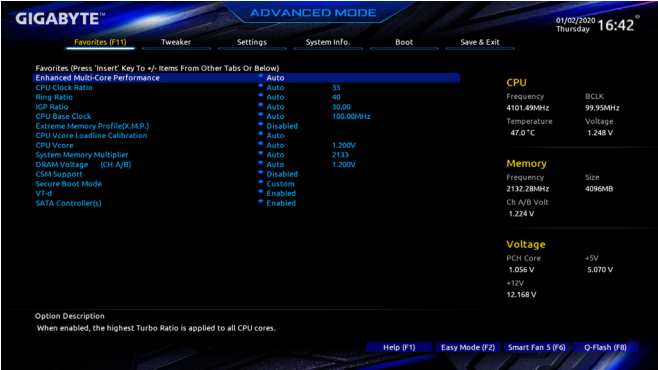 GIGABYTE™
ADVANCED MODE
01/02/2020 Thursday 16:42
Favorites (F11) Tweaker Settings System Info. Boot Save & Exit
Favorites (Press 'Insert' Key To +/- Items From Other Tabs Or Below)
Enhanced Multi-Core Performance * Auto
CPU Clock Ratio * Auto 35
Ring Ratio * Auto 40
IGP Ratio * Auto 30.00
CPU Base Clock * Auto 100.00MHz
Extreme Memory Profile(X.M.P.) * Disabled
CPU Vcore Loadline Calibration * Auto
CPU Vcore * Auto 1.200V
System Memory Multiplier * Auto 2133
DRAM Voltage (CH A/B) * Auto 1.200V
CSM Support * Disabled
Secure Boot Mode * Custom
VT-d * Enabled
SATA Controller(s) * Enabled
CPU
Frequency BCLK
4101.49MHz 99.95MHz
Temperature Voltage
47.0°C 1.248 V
Memory
Frequency Size
2132.28MHz 4096MB
Ch A/B Volt
1.224 V
Voltage
PCH Core +5V
1.056 V 5.070 V
+12V
12.168 V
Option Description
When enabled, the highest Turbo Ratio is applied to all CPU cores.
Help (F1) Easy Mode (F2) Smart Fan 5 (F6) Q-Flash (F8)